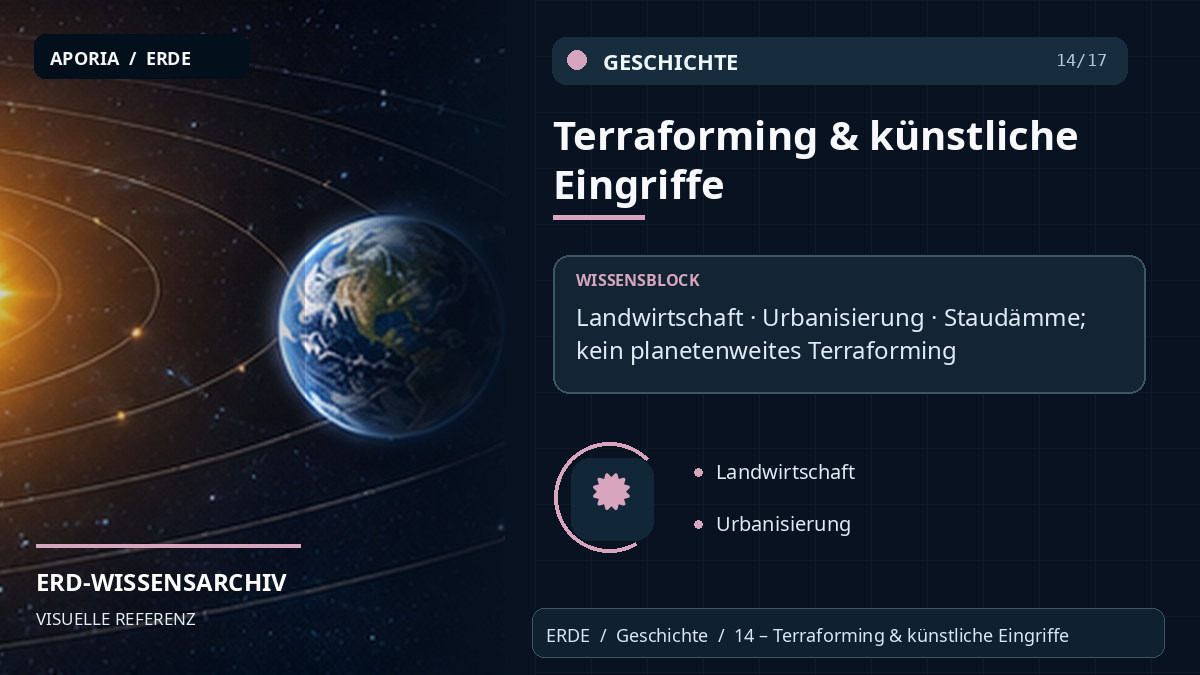 APORIA / ERDE
GESCHICHTE
14/17
Terraforming & künstliche
Eingriffe
WISSENSBLOCK
Landwirtschaft · Urbanisierung · Staudämme;
kein planetenweites Terraforming
Landwirtschaft
Urbanisierung
ERD-WISSENSARCHIV
VISUELLE REFERENZ
ERDE / Geschichte / 14 – Terraforming & künstliche Eingriffe